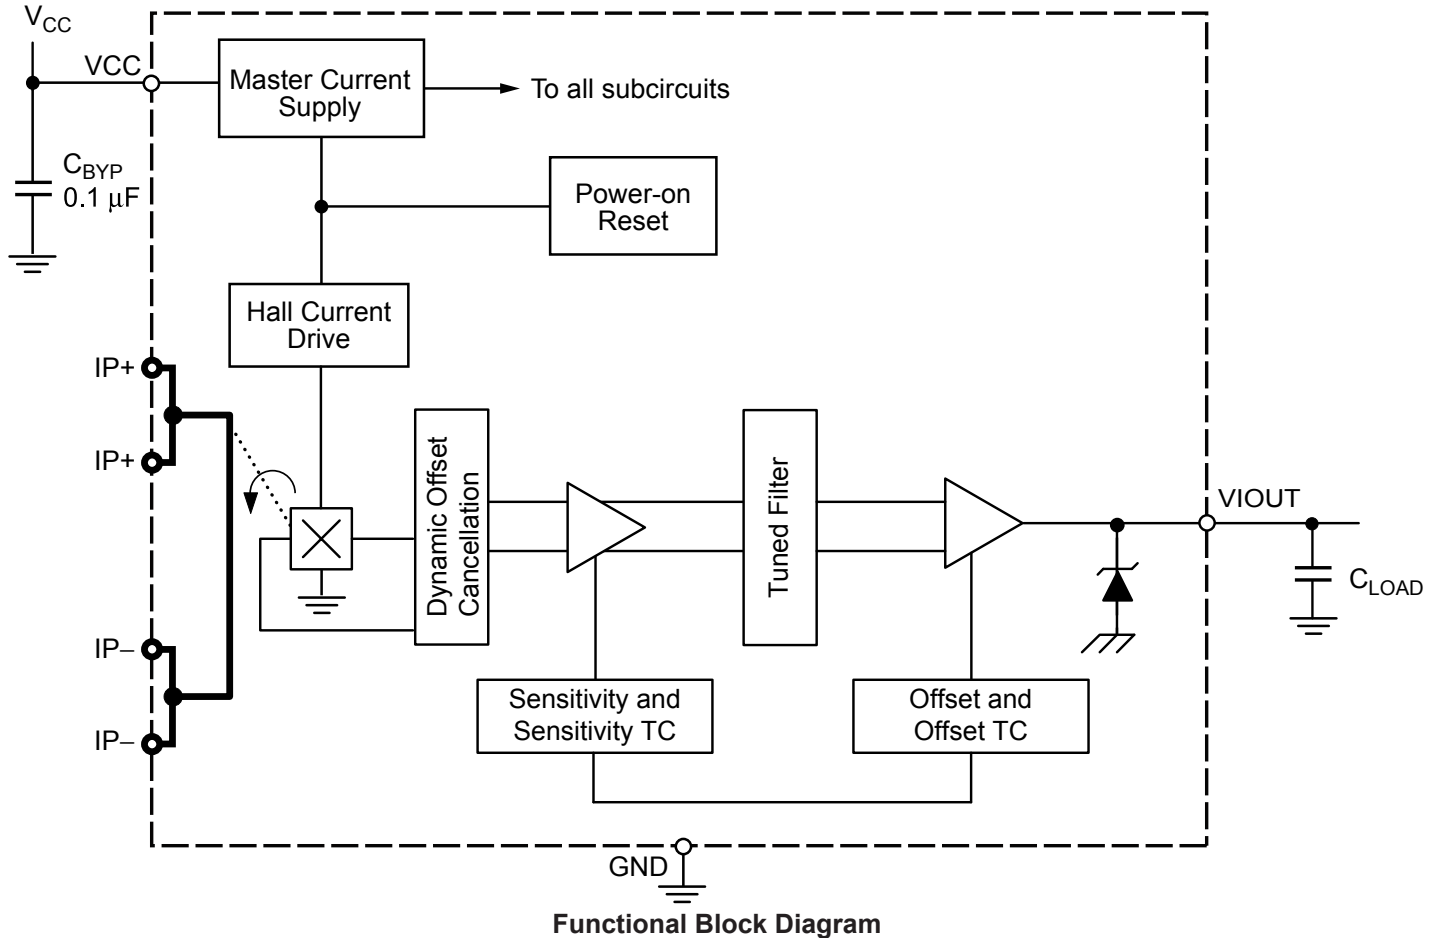 VCC
VCC
Master Current
Supply
To all subcircuits
CBYP
0.1 μF
Power-on
Reset
Hall Current
Drive
IP+
IP+
Dynamic Offset
Cancellation
Tuned Filter
VIOUT
CLOAD
IP–
IP–
Sensitivity and
Sensitivity TC
Offset and
Offset TC
GND
Functional Block Diagram